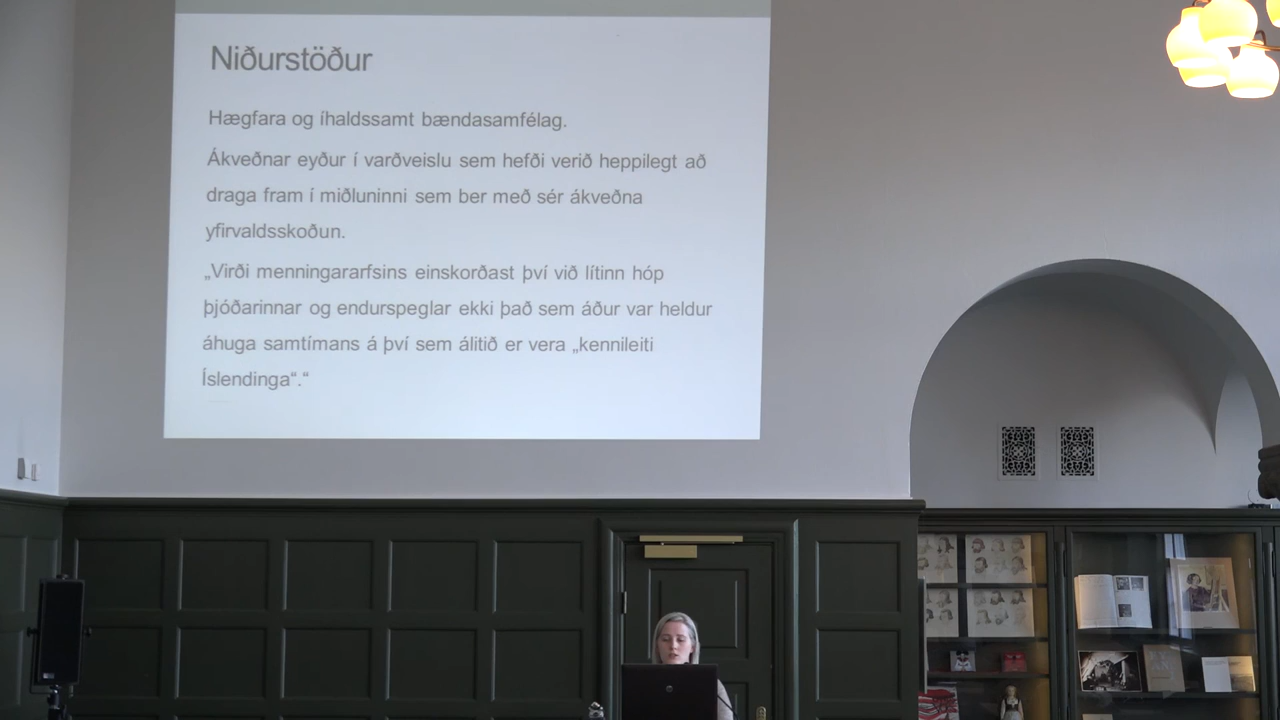 Niðurstöður
Hægfara og íhaldssamt bændasamfélag.
Ákveðnar eyður í varðveislu sem hefði verið heppilegt að
draga fram í miðluninni sem ber með sér ákveðna
yfirvaldsskoðun.
„Virði menningararfsins einskorðast því við lítinn hóp
þjóðarinnar og endurspeglar ekki það sem áður var heldur
áhuga samtímans á því sem álitið er vera „kennileiti
Íslendinga“.“